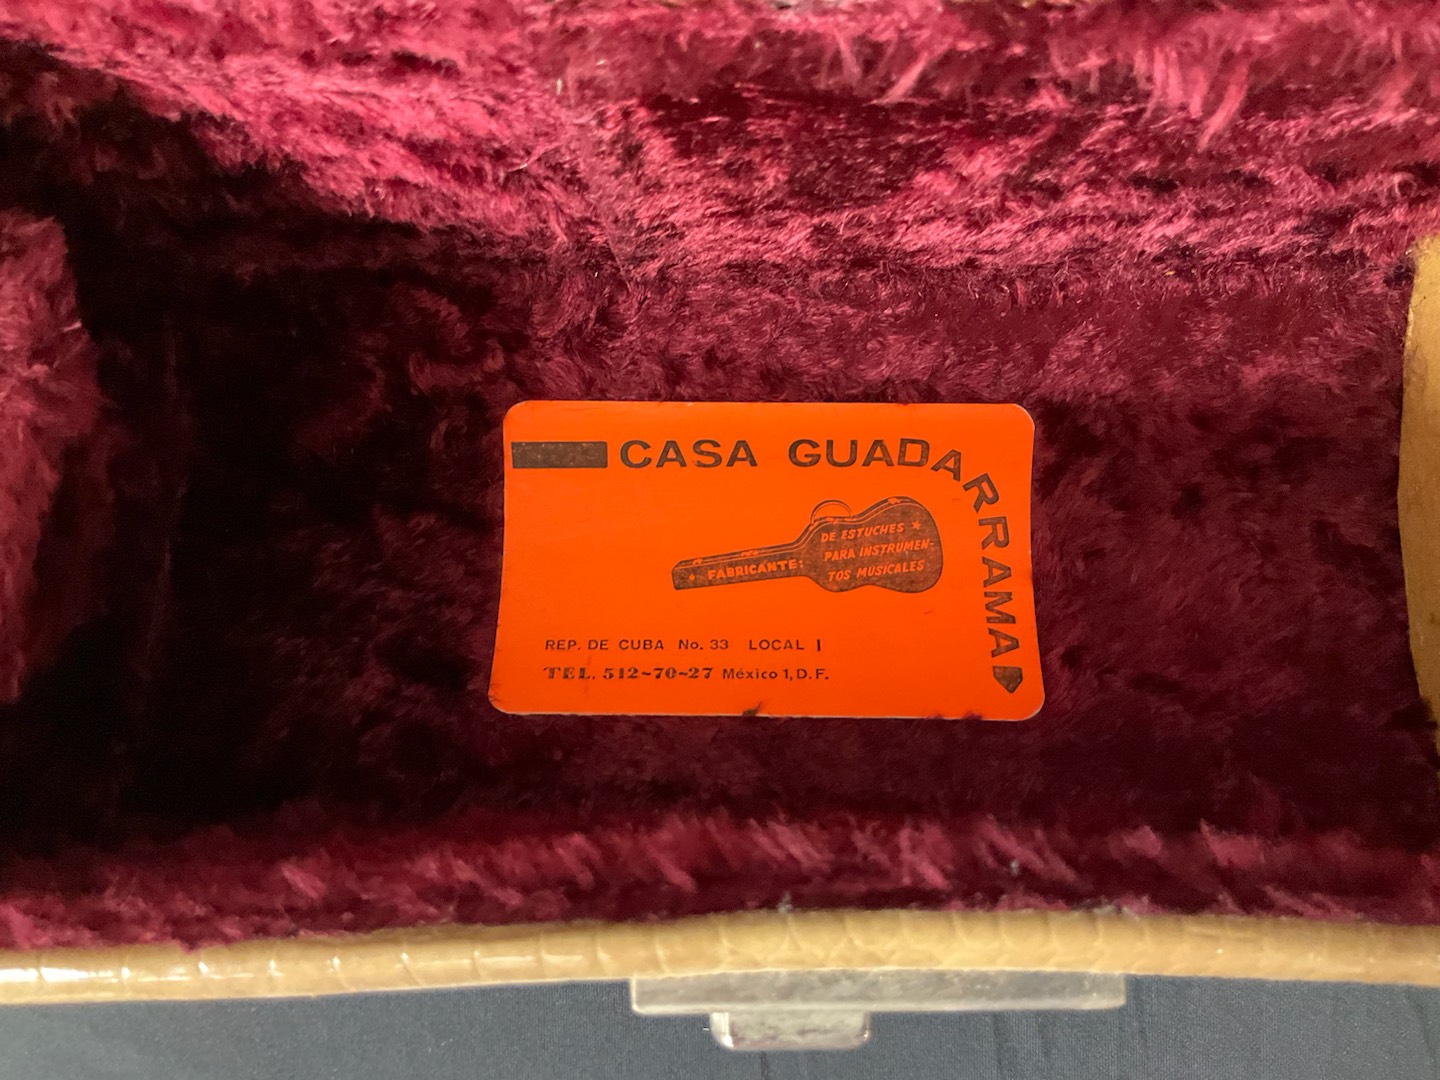 CASA GUADARRAMA
FABRICANTE:
DE ESTUCHES
PARA INSTRUMEN-
TOS MUSICALES
REP. DE CUBA No. 33 LOCAL 1
TEL. 512-70-27 México 1, D.F.